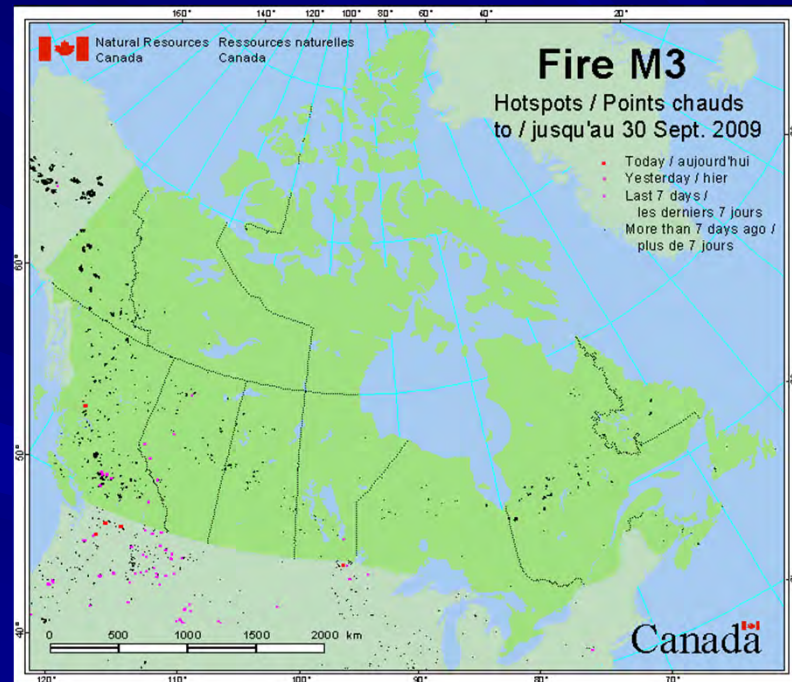 160° 140° 120° 100° 80° 60° 40° 20°
Natural Resources Ressources naturelles
Canada Canada
Fire M3
Hotspots / Points chauds
to / jusqu'au 30 Sept. 2009
Today / aujourd'hui
Yesterday / hier
Last 7 days /
les derniers 7 jours
More than 7 days ago /
plus de 7 jours
60°
50°
40°
0 500 1000 1500 2000 km
Canada
120° 110° 100° 90° 80° 70°